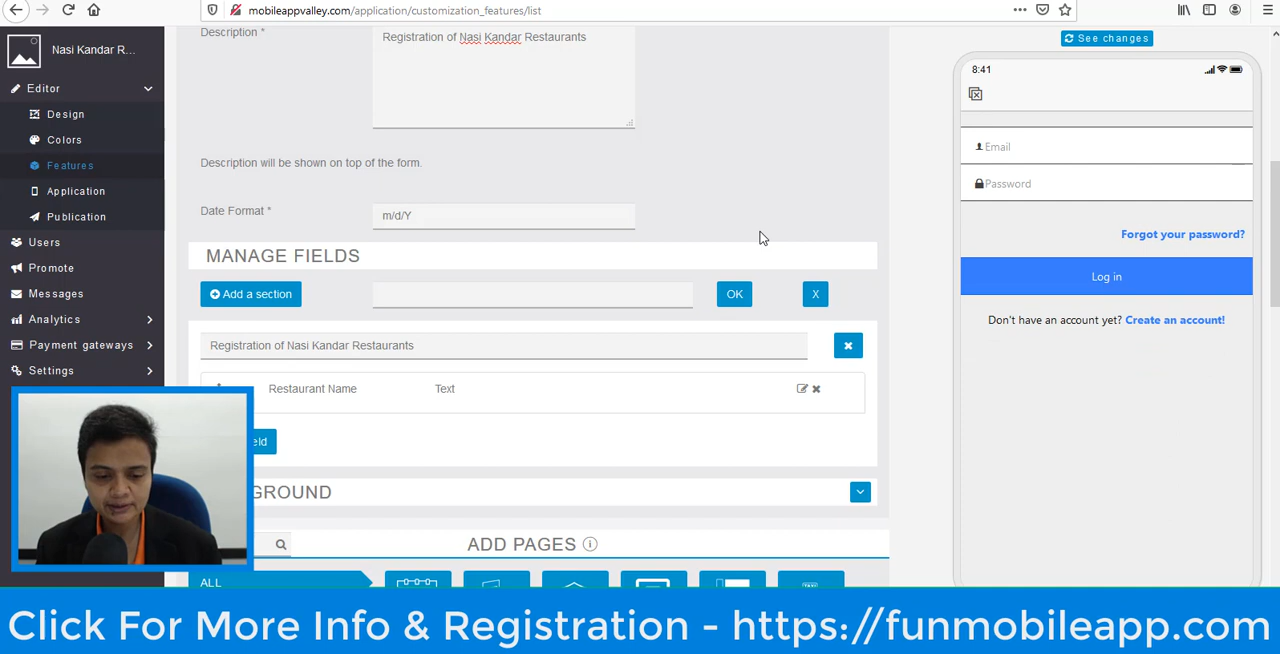 mobileappvalley.com/application/customization_features/list
Nasi Kandar R...
Editor
Design
Colors
Features
Application
Publication
Users
Promote
Messages
Analytics
Payment gateways
Settings
Description *
Registration of Nasi Kandar Restaurants
Description will be shown on top of the form.
Date Format *
m/d/Y
MANAGE FIELDS
Add a section
OK
X
Registration of Nasi Kandar Restaurants
Restaurant Name
Text
eld
GROUND
ADD PAGES
ALL
See changes
8:41
Email
Password
Forgot your password?
Log in
Don't have an account yet? Create an account!
Click For More Info & Registration - https://funmobileapp.com